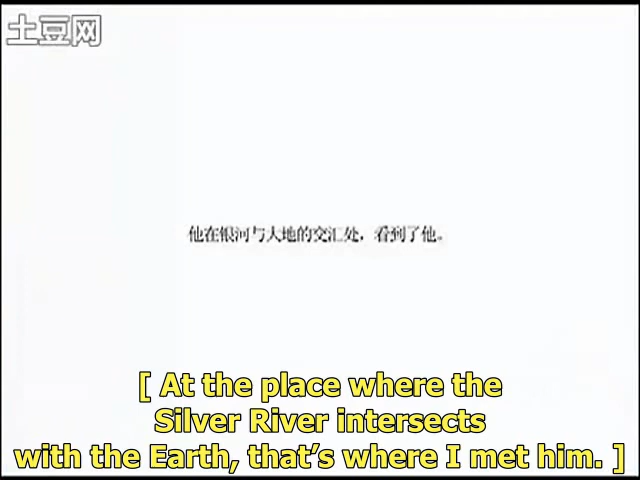 土豆网
他在银河与大地的交汇处，看到了他。
[ At the place where the
Silver River intersects
with the Earth, that's where I met him. ]